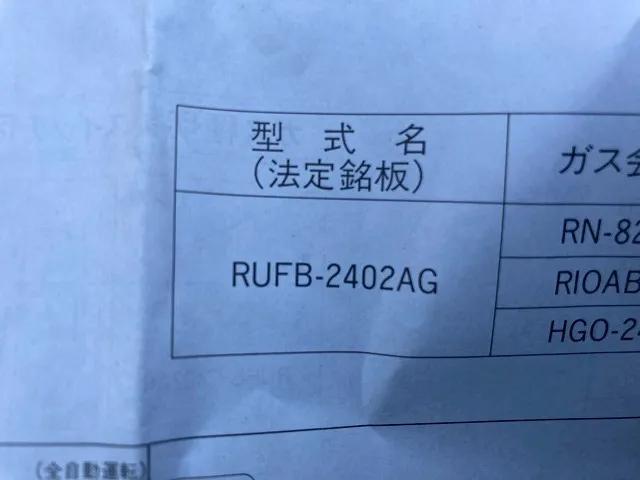 型式名
(法定銘板)
ガス会
RUFB-2402AG
RN-82
RIOAB
HGO-24
(全自動運転)